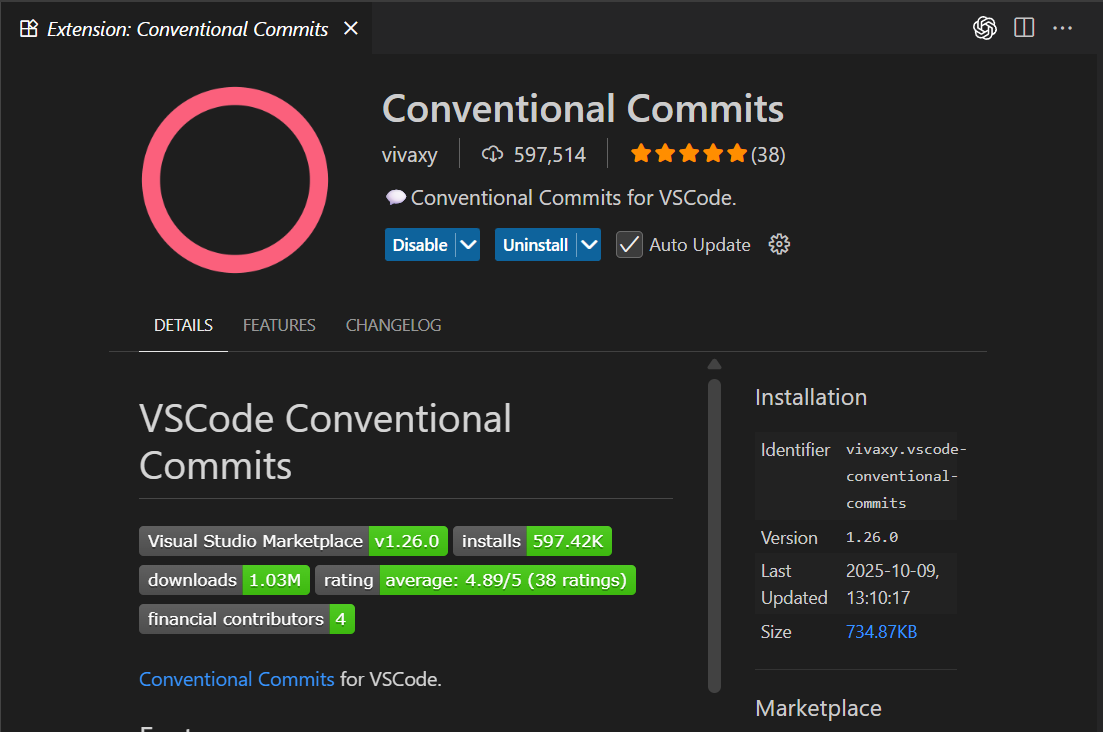 Extension: Conventional Commits
Conventional Commits
vivaxy 597,514 (38)
Conventional Commits for VSCode.
Disable Uninstall Auto Update
DETAILS FEATURES CHANGELOG
VSCode Conventional
Commits
Visual Studio Marketplace v1.26.0 installs 597.42K
downloads 1.03M rating average: 4.89/5 (38 ratings)
financial contributors 4
Conventional Commits for VSCode.
Installation
Identifier vivaxy.vscode-
conventional-
commits
Version 1.26.0
Last 2025-10-09,
Updated 13:10:17
Size 734.87KB
Marketplace